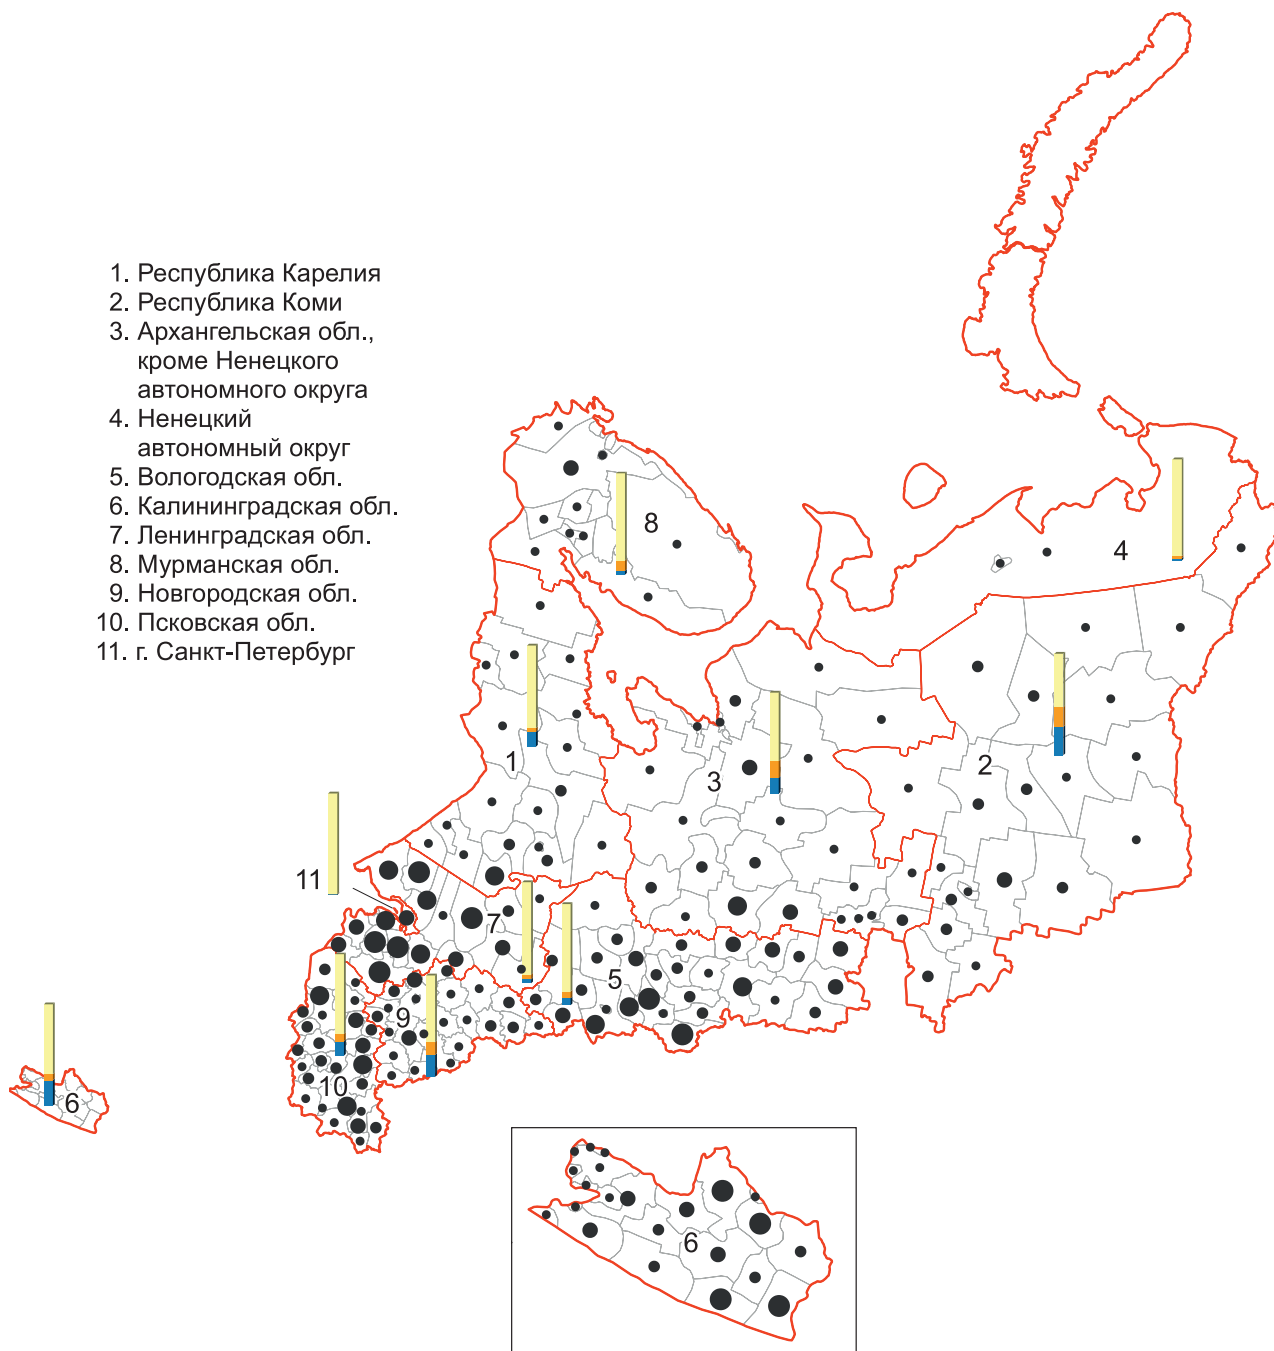 1. Республика Карелия
2. Республика Коми
3. Архангельская обл.,
кроме Ненецкого
автономного округа
4. Ненецкий
автономный округ
5. Вологодская обл.
6. Калининградская обл.
7. Ленинградская обл.
8. Мурманская обл.
9. Новгородская обл.
10. Псковская обл.
11. г. Санкт-Петербург
8
4
1
3
2
11
7
5
9
10
6
6